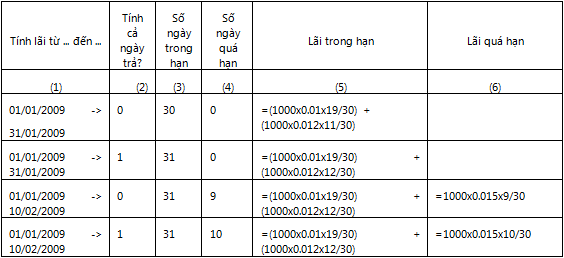 Tính lãi từ ... đến ...
Tính cả ngày trả?
Số ngày trong hạn
Số ngày quá hạn
Lãi trong hạn
Lãi quá hạn
(1) (2) (3) (4) (5) (6)
01/01/2009 -> 0 30 0 =(1000x0.01x19/30) +
31/01/2009 (1000x0.012x11/30)
01/01/2009 -> 1 31 0 =(1000x0.01x19/30) +
31/01/2009 (1000x0.012x12/30)
01/01/2009 -> 0 31 9 =(1000x0.01x19/30) + =1000x0.015x9/30
10/02/2009 (1000x0.012x12/30)
01/01/2009 -> 1 31 10 =(1000x0.01x19/30) + =1000x0.015x10/30
10/02/2009 (1000x0.012x12/30)